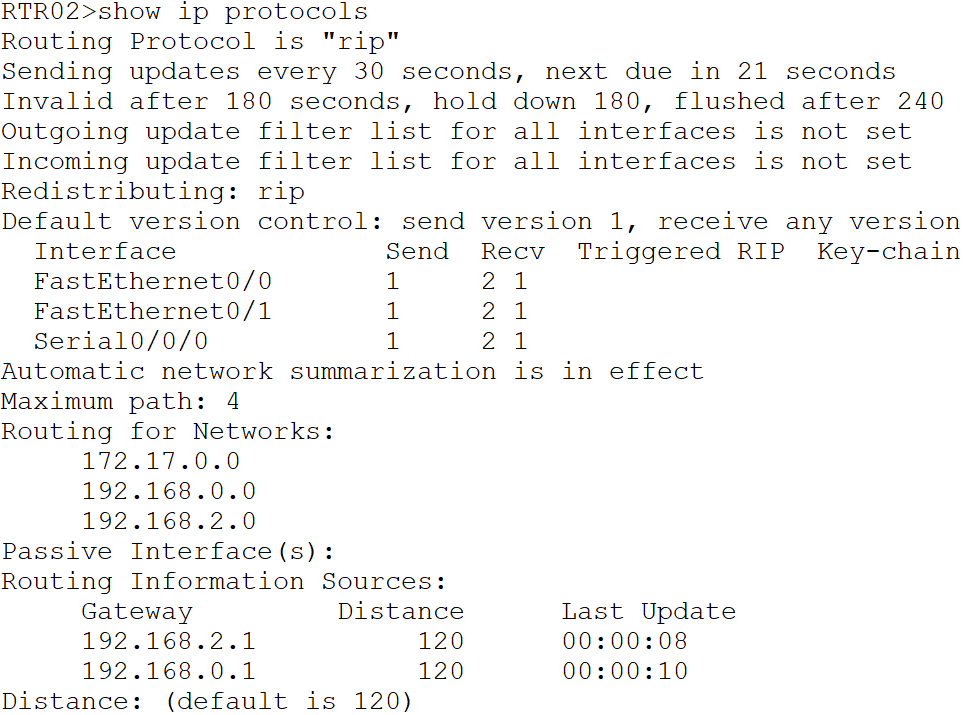 RTR02>show ip protocols
Routing Protocol is "rip"
Sending updates every 30 seconds, next due in 21 seconds
Invalid after 180 seconds, hold down 180, flushed after 240
Outgoing update filter list for all interfaces is not set
Incoming update filter list for all interfaces is not set
Redistributing: rip
Default version control: send version 1, receive any version
  Interface             Send  Recv  Triggered RIP  Key-chain
  FastEthernet0/0       1     2 1
  FastEthernet0/1       1     2 1
  Serial0/0/0           1     2 1
Automatic network summarization is in effect
Maximum path: 4
Routing for Networks:
     172.17.0.0
     192.168.0.0
     192.168.2.0
Passive Interface(s):
Routing Information Sources:
     Gateway         Distance      Last Update
     192.168.2.1          120      00:00:08
     192.168.0.1          120      00:00:10
Distance: (default is 120)